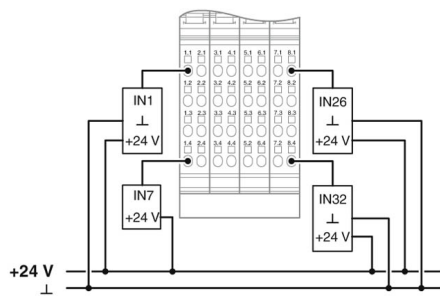 1.1 2.1 3.1 4.1 5.1 6.1 7.1 8.1
1.2 2.2 3.2 4.2 5.2 6.2 7.2 8.2
1.3 2.3 3.3 4.3 5.3 6.3 7.3 8.3
1.4 2.4 3.4 4.4 5.2 6.4 7.2 8.4
IN1
⊥
+24 V
IN26
⊥
+24 V
IN7
+24 V
IN32
⊥
+24 V
+24 V
⊥